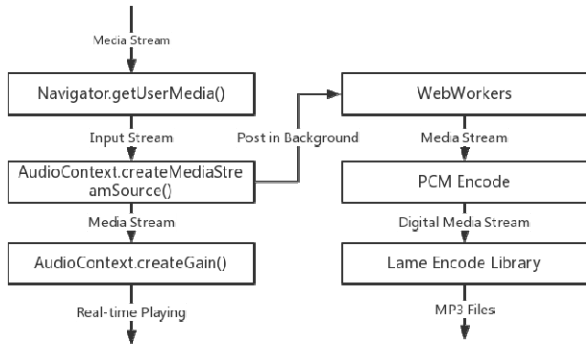 Media Stream
Navigator.getUserMedia()
Input Stream
AudioContext.createMediaStre
amSource()
Media Stream
AudioContext.createGain()
Real-time Playing
Post in Background
WebWorkers
Media Stream
PCM Encode
Digital Media Stream
Lame Encode Library
MP3 Files